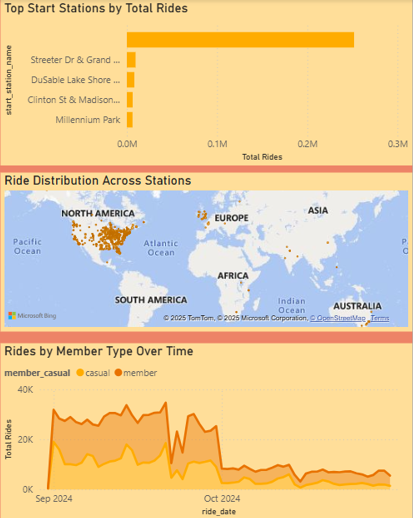 Top Start Stations by Total Rides
start_station_name
Streeter Dr & Grand ...
DuSable Lake Shore ...
Clinton St & Madison...
Millennium Park
0.0M 0.1M 0.2M 0.3M
Total Rides
Ride Distribution Across Stations
NORTH AMERICA
EUROPE
ASIA
Pacific
Ocean
Atlantic
Ocean
P
AFRICA
SOUTH AMERICA
Indian
Ocean
AUSTRALIA
Microsoft Bing
© 2025 TomTom, © 2025 Microsoft Corporation, © OpenStreetMap Terms
Rides by Member Type Over Time
member_casual casual member
40K
20K
0K
Total Rides
Sep 2024 Oct 2024
ride_date